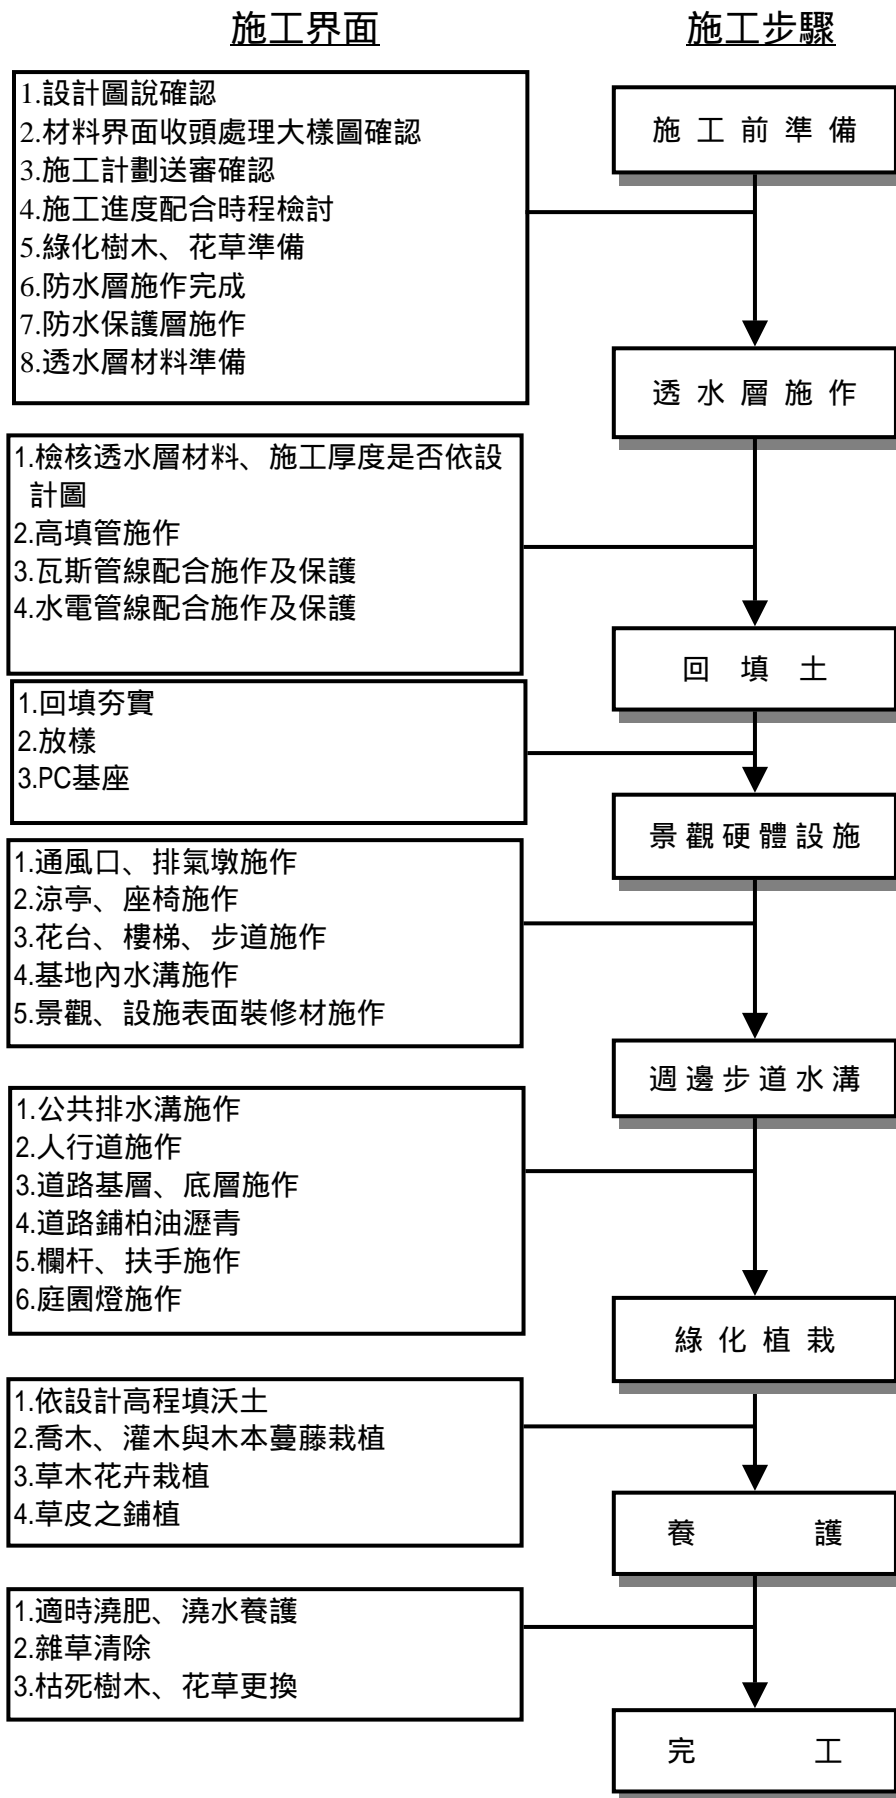 施工界面
施工步驟
1.設計圖說確認
2.材料界面收頭處理大樣圖確認
3.施工計劃送審確認
4.施工進度配合時程檢討
5.綠化樹木、花草準備
6.防水層施作完成
7.防水保護層施作
8.透水層材料準備
施工前準備
透水層施作
1.檢核透水層材料、施工厚度是否依設
計圖
2.高填管施作
3.瓦斯管線配合施作及保護
4.水電管線配合施作及保護
回填土
1.回填夯實
2.放樣
3.PC基座
景觀硬體設施
1.通風口、排氣墩施作
2.涼亭、座椅施作
3.花台、樓梯、步道施作
4.基地內水溝施作
5.景觀、設施表面裝修材施作
週邊步道水溝
1.公共排水溝施作
2.人行道施作
3.道路基層、底層施作
4.道路鋪柏油瀝青
5.欄杆、扶手施作
6.庭園燈施作
綠化植栽
1.依設計高程填沃土
2.喬木、灌木與木本蔓藤栽植
3.草木花卉栽植
4.草皮之鋪植
養護
1.適時澆肥、澆水養護
2.雜草清除
3.枯死樹木、花草更換
完工